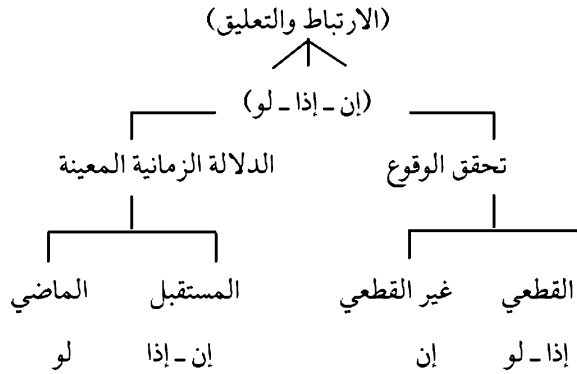 (الارتباط والتعليق)
(إن ـ إذا ـ لو)
تحقق الوقوع
الدلالة الزمانية المعينة
القطعي
غير القطعي
المستقبل
الماضي
إذا ـ لو
إن
إن ـ إذا
لو